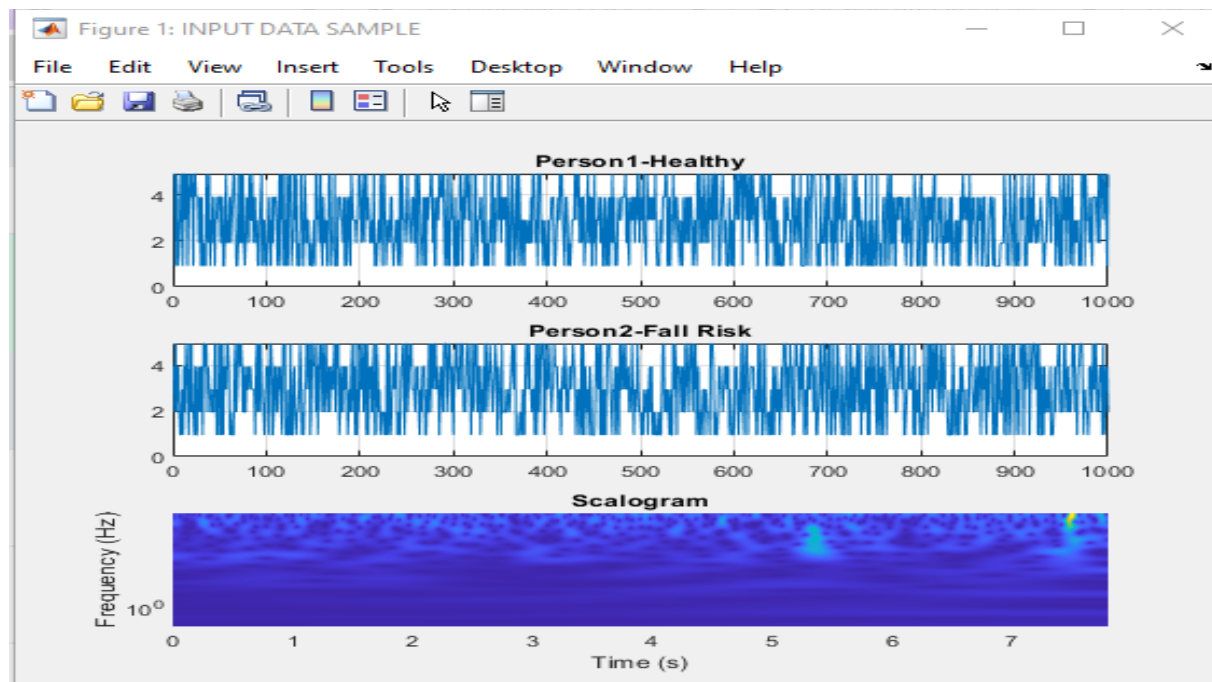 Figure 1: INPUT DATA SAMPLE
File Edit View Insert Tools Desktop Window Help
Person1-Healthy
4
2
0
0 100 200 300 400 500 600 700 800 900 1000
Person2-Fall Risk
4
2
0
0 100 200 300 400 500 600 700 800 900 1000
Scalogram
Frequency (Hz)
10⁰
0 1 2 3 4 5 6 7
Time (s)